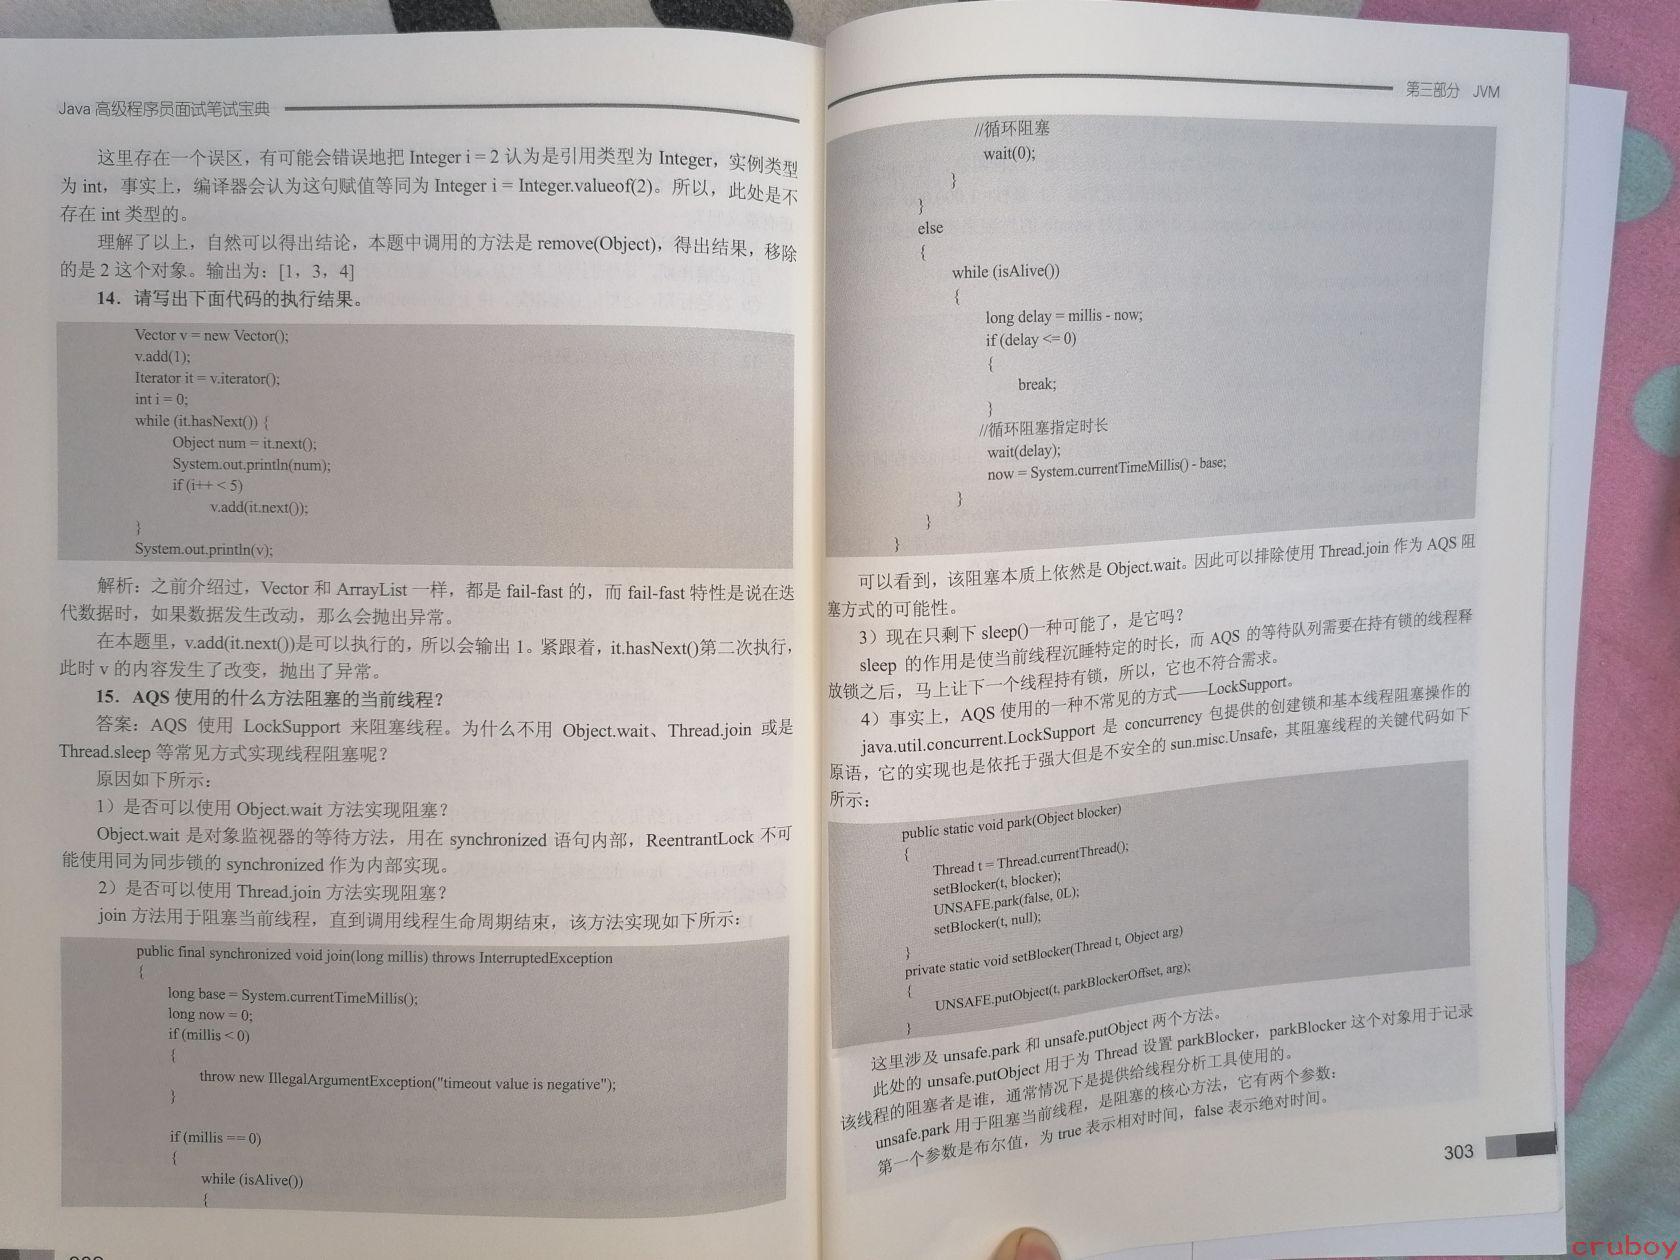 Java 高级程序员面试笔试宝典
这里存在一个误区，有可能会错误地把 Integer i = 2 认为是引用类型为 Integer，实例类型
为 int，事实上，编译器会认为这句赋值等同为 Integer i = Integer.valueof(2)。所以，此处是不
存在 int 类型的。
理解了以上，自然可以得出结论，本题中调用的方法是 remove(Object)，得出结果，移除
的是 2 这个对象。输出为：[1，3，4]
14．请写出下面代码的执行结果。
Vector v = new Vector();
v.add(1);
Iterator it = v.iterator();
int i = 0;
while (it.hasNext()) {
Object num = it.next();
System.out.println(num);
if (i++ < 5)
v.add(it.next());
}
System.out.println(v);
解析：之前介绍过，Vector 和 ArrayList 一样，都是 fail-fast 的，而 fail-fast 特性是说在迭
代数据时，如果数据发生改动，那么会抛出异常。
在本题里，v.add(it.next())是可以执行的，所以会输出 1。紧跟着，it.hasNext()第二次执行，
此时 v 的内容发生了改变，抛出了异常。
15．AQS 使用的什么方法阻塞的当前线程？
答案：AQS 使用 LockSupport 来阻塞线程。为什么不用 Object.wait、Thread.join 或是
Thread.sleep 等常见方式实现线程阻塞呢？
原因如下所示：
1）是否可以使用 Object.wait 方法实现阻塞？
Object.wait 是对象监视器的等待方法，用在 synchronized 语句内部，ReentrantLock 不可
能使用同为同步锁的 synchronized 作为内部实现。
2）是否可以使用 Thread.join 方法实现阻塞？
join 方法用于阻塞当前线程，直到调用线程生命周期结束，该方法实现如下所示：
public final synchronized void join(long millis) throws InterruptedException
{
long base = System.currentTimeMillis();
long now = 0;
if (millis < 0)
{
throw new IllegalArgumentException("timeout value is negative");
}
if (millis == 0)
{
while (isAlive())
{
第三部分 JVM
//循环阻塞
wait(0);
}
}
else
{
while (isAlive())
{
long delay = millis - now;
if (delay <= 0)
{
break;
}
//循环阻塞指定时长
wait(delay);
now = System.currentTimeMillis() - base;
}
}
}
可以看到，该阻塞本质上依然是 Object.wait。因此可以排除使用 Thread.join 作为 AQS 阻
塞方式的可能性。
3）现在只剩下 sleep()一种可能了，是它吗？
sleep 的作用是使当前线程沉睡特定的时长，而 AQS 的等待队列需要在持有锁的线程释
放锁之后，马上让下一个线程持有锁，所以，它也不符合需求。
4）事实上，AQS 使用的一种不常见的方式——LockSupport。
java.util.concurrent.LockSupport 是 concurrency 包提供的创建锁和基本线程阻塞操作的
原语，它的实现也是依托于强大但是不安全的 sun.misc.Unsafe，其阻塞线程的关键代码如下
所示：
public static void park(Object blocker)
{
Thread t = Thread.currentThread();
setBlocker(t, blocker);
UNSAFE.park(false, 0L);
setBlocker(t, null);
}
private static void setBlocker(Thread t, Object arg)
{
UNSAFE.putObject(t, parkBlockerOffset, arg);
}
这里涉及 unsafe.park 和 unsafe.putObject 两个方法。
此处的 unsafe.putObject 用于为 Thread 设置 parkBlocker，parkBlocker 这个对象用于记录
该线程的阻塞者是谁，通常情况下是提供给线程分析工具使用的。
unsafe.park 用于阻塞当前线程，是阻塞的核心方法，它有两个参数：
第一个参数是布尔值，为 true 表示相对时间，false 表示绝对时间。
303
cruboy